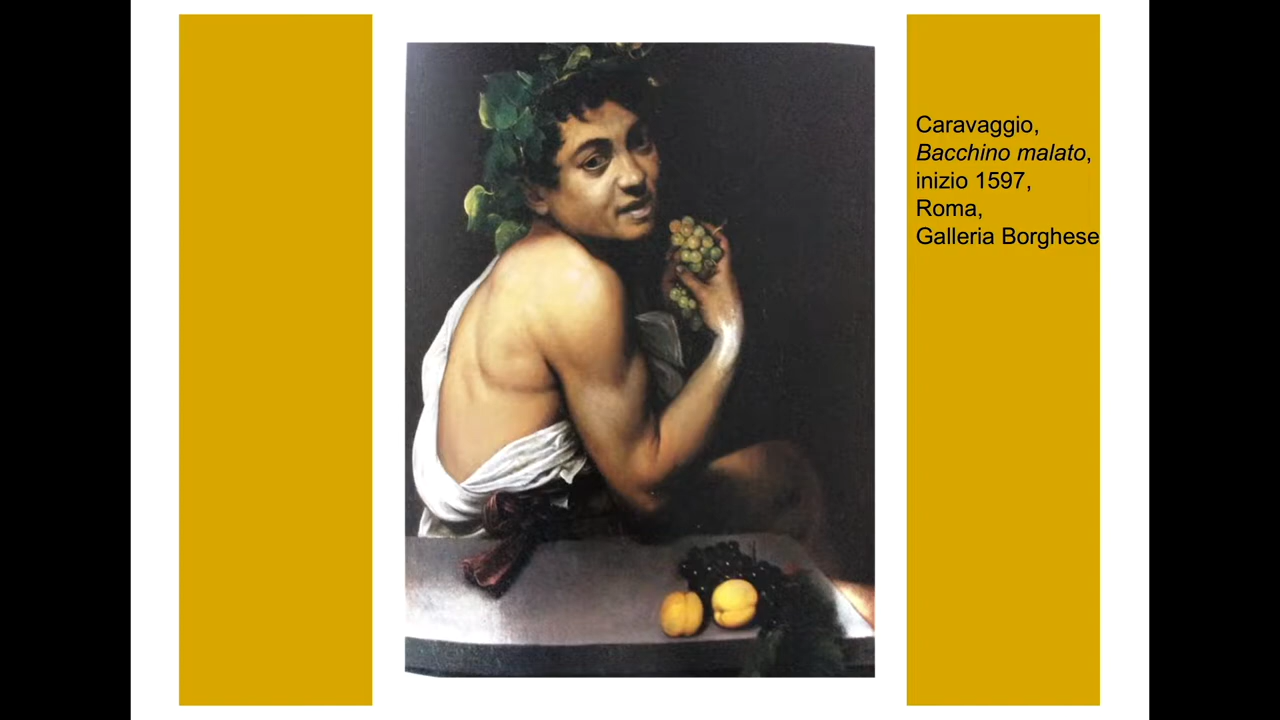 Caravaggio,
Bacchino malato,
inizio 1597,
Roma,
Galleria Borghese